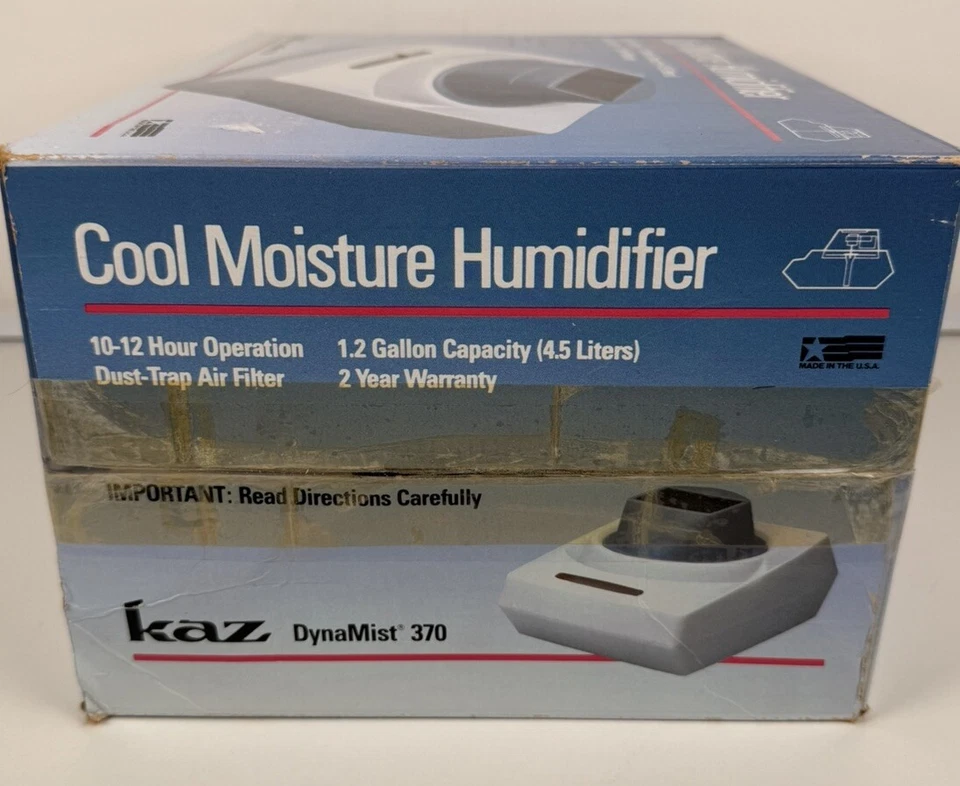 Humidifier
Cool Moisture Humidifier
10-12 Hour Operation 1.2 Gallon Capacity (4.5 Liters)
Dust-Trap Air Filter 2 Year Warranty
MADE IN THE U.S.A.
IMPORTANT: Read Directions Carefully
kaz DynaMist® 370